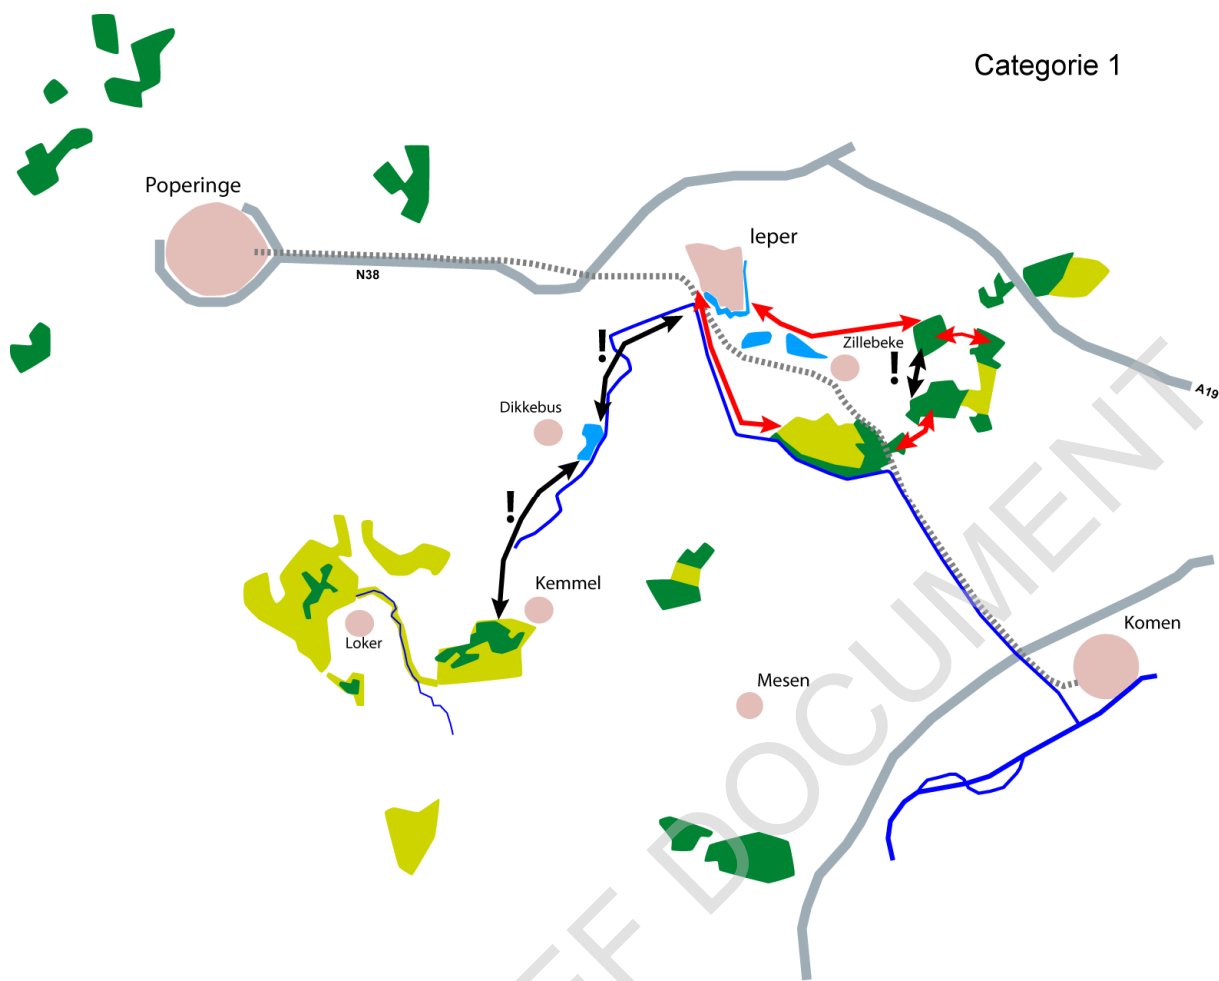 Categorie 1
Poperinge
Ieper
N38
Zillebeke
!
!
A19
Dikkebus
!
Kemmel
Loker
Komen
Mesen
EF DOCUMENT